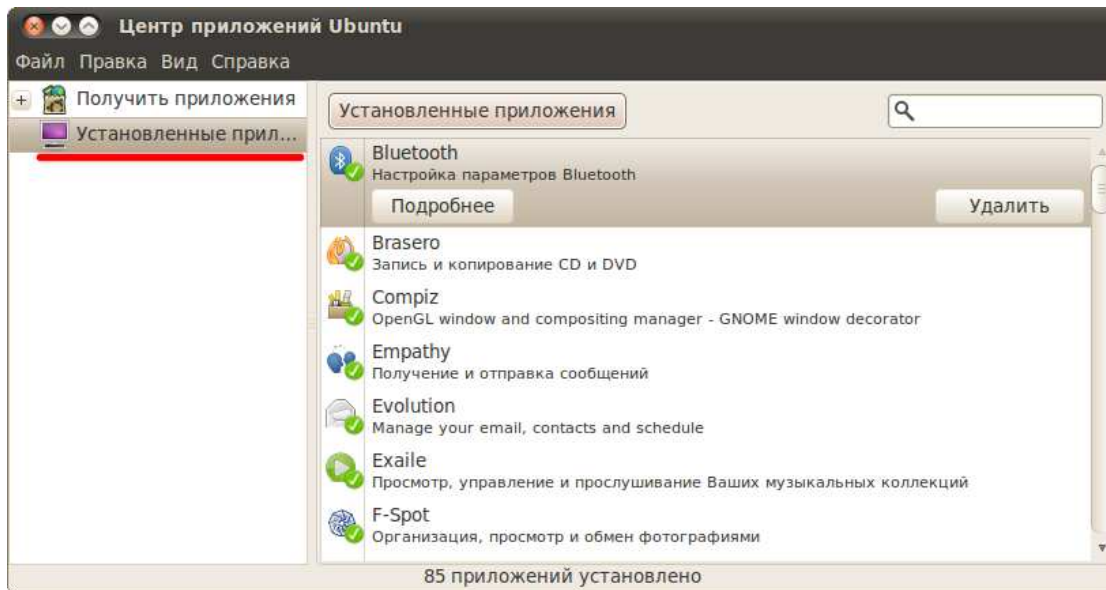 Центр приложений Ubuntu
Файл Правка Вид Справка
Получить приложения
Установленные прил...
Установленные приложения
Bluetooth
Настройка параметров Bluetooth
Подробнее
Удалить
Brasero
Запись и копирование CD и DVD
Compiz
OpenGL window and compositing manager - GNOME window decorator
Empathy
Получение и отправка сообщений
Evolution
Manage your email, contacts and schedule
Exaile
Просмотр, управление и прослушивание Ваших музыкальных коллекций
F-Spot
Организация, просмотр и обмен фотографиями
85 приложений установлено